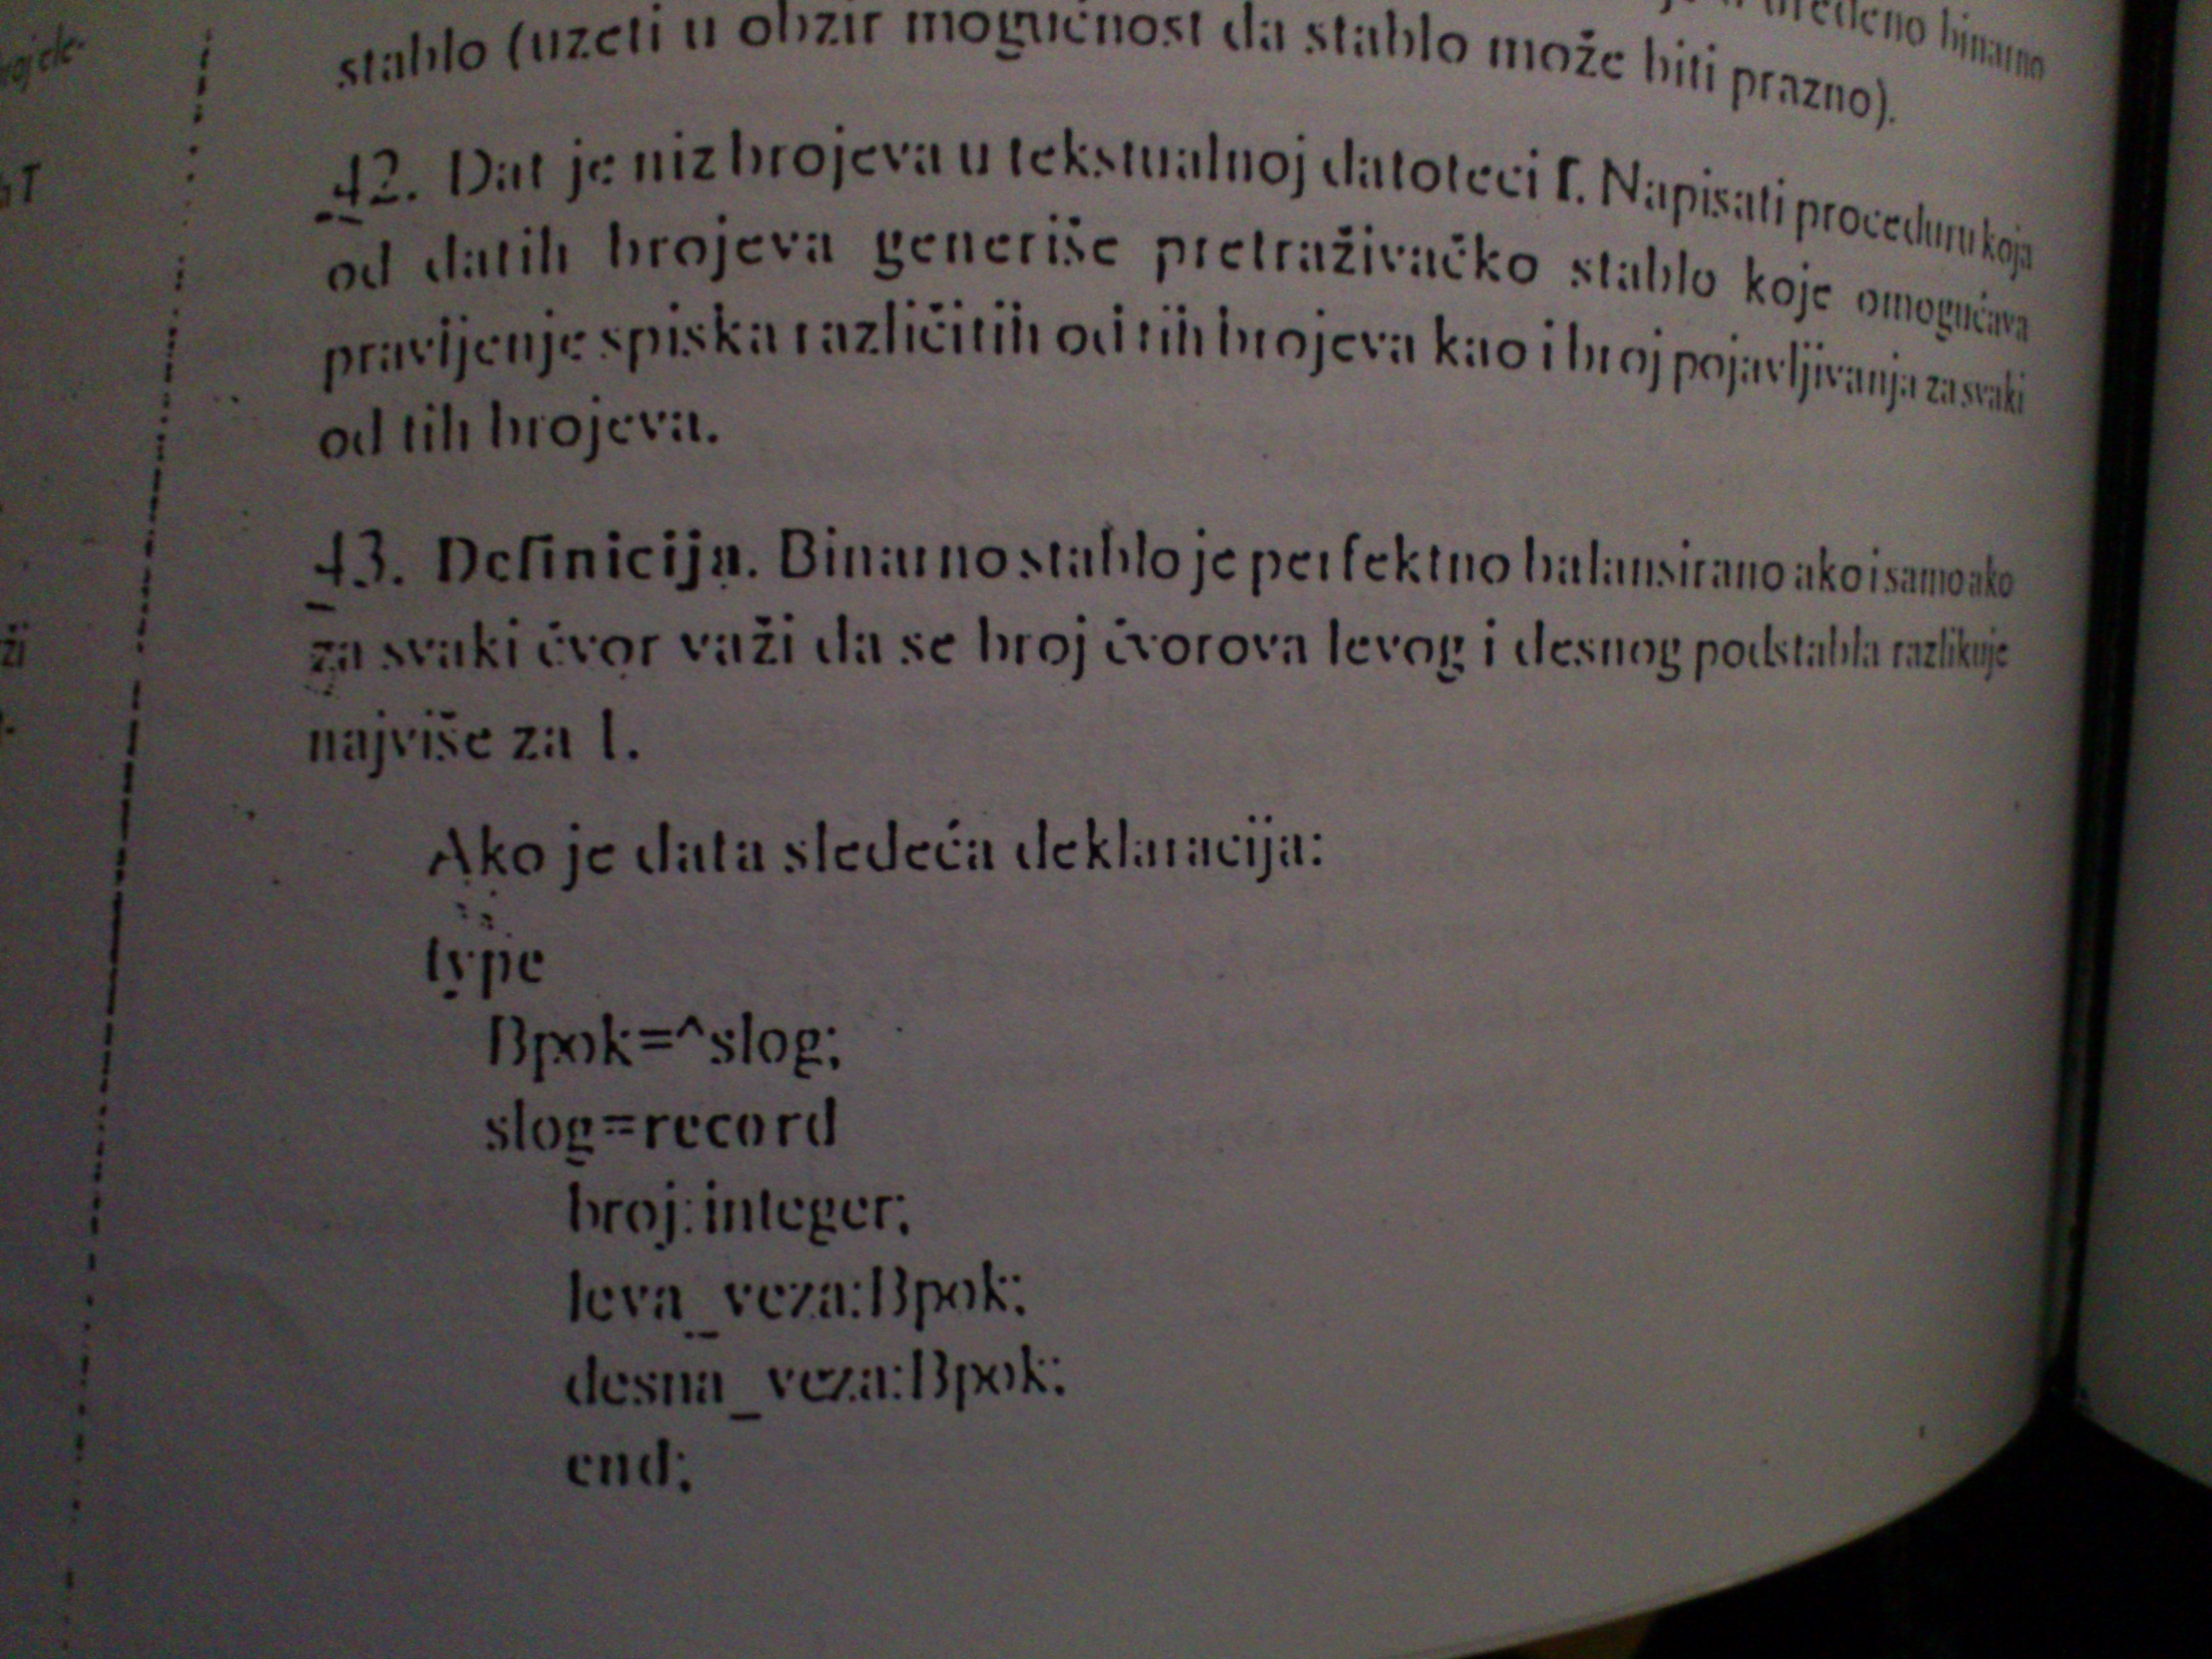 uređeno binarno
stablo (uzeti u obzir mogućnost da stablo može biti prazno).
42. Dat je niz brojeva u tekstualnoj datoteci f. Napisati proceduru koja
od datih brojeva generiše pretraživačko stablo koje omogućava
pravljenje spiska različitih od tih brojeva kao i broj pojavljivanja za svaki
od tih brojeva.
43. Definicija. Binarno stablo je perfektno balansirano ako i samo ako
za svaki čvor važi da se broj čvorova levog i desnog podstabla razlikuje
najviše za 1.
Ako je data sledeća deklaracija:
type
Bpok=^slog;
slog=record
broj:integer;
leva_veza:Bpok;
desna_veza:Bpok;
end;